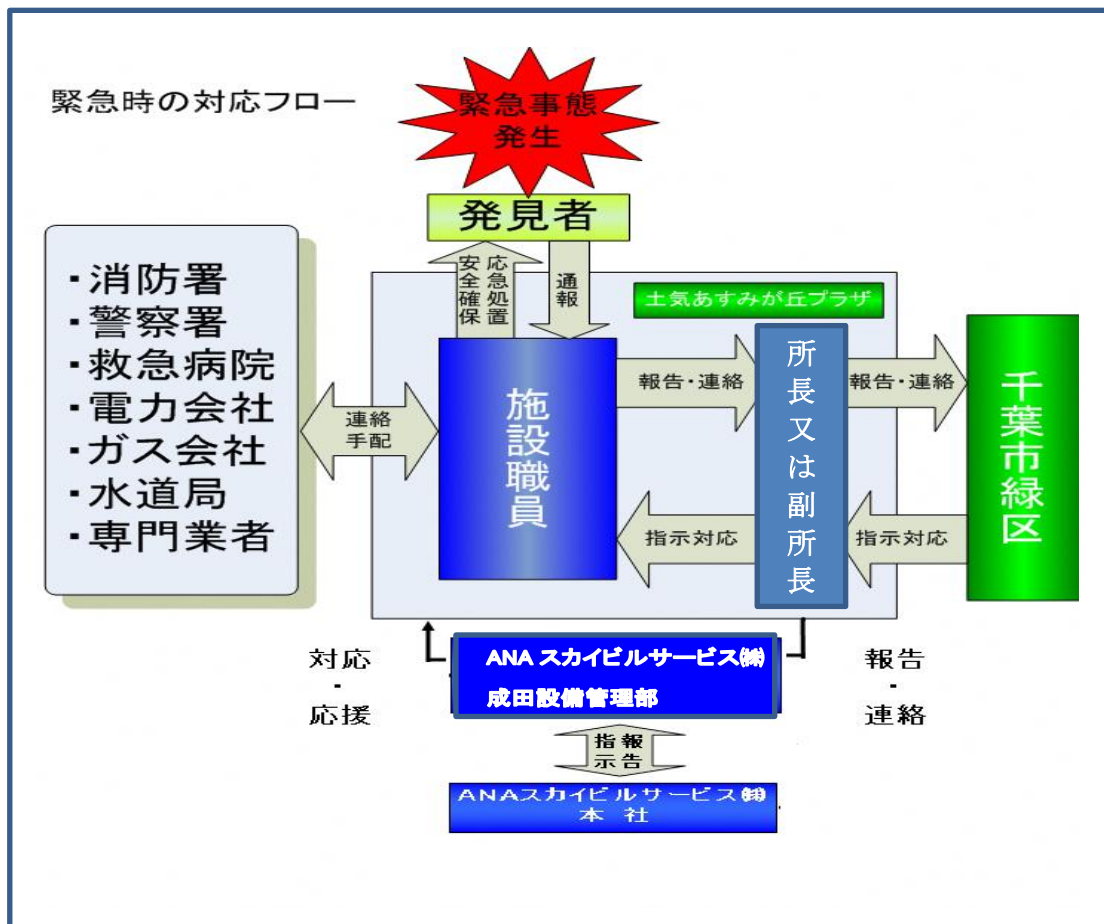 緊急時の対応フロー
緊急事態
発生
発見者
安全確保
応急処置
通報
土気あすみが丘プラザ
・消防署
・警察署
・救急病院
・電力会社
・ガス会社
・水道局
・専門業者
連絡
手配
施設職員
報告・連絡
所長又は副所長
報告・連絡
千葉市緑区
指示対応
指示対応
対応
・
応援
ANAスカイビルサービス㈱
成田設備管理部
報告
・
連絡
指示
報告
ANAスカイビルサービス㈱
本 社